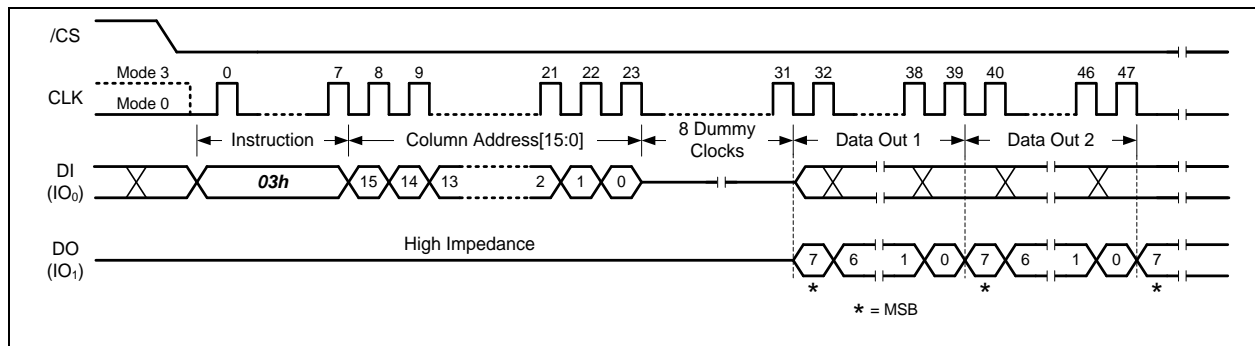 /CS
Mode 3 0 7 8 9 21 22 23 31 32 38 39 40 46 47
CLK
Mode 0
Instruction Column Address[15:0] 8 Dummy Clocks Data Out 1 Data Out 2
DI
(IO₀)
03h 15 14 13 2 1 0
High Impedance
DO
(IO₁)
7 6 1 0 7 6 1 0 7
* * *
* = MSB